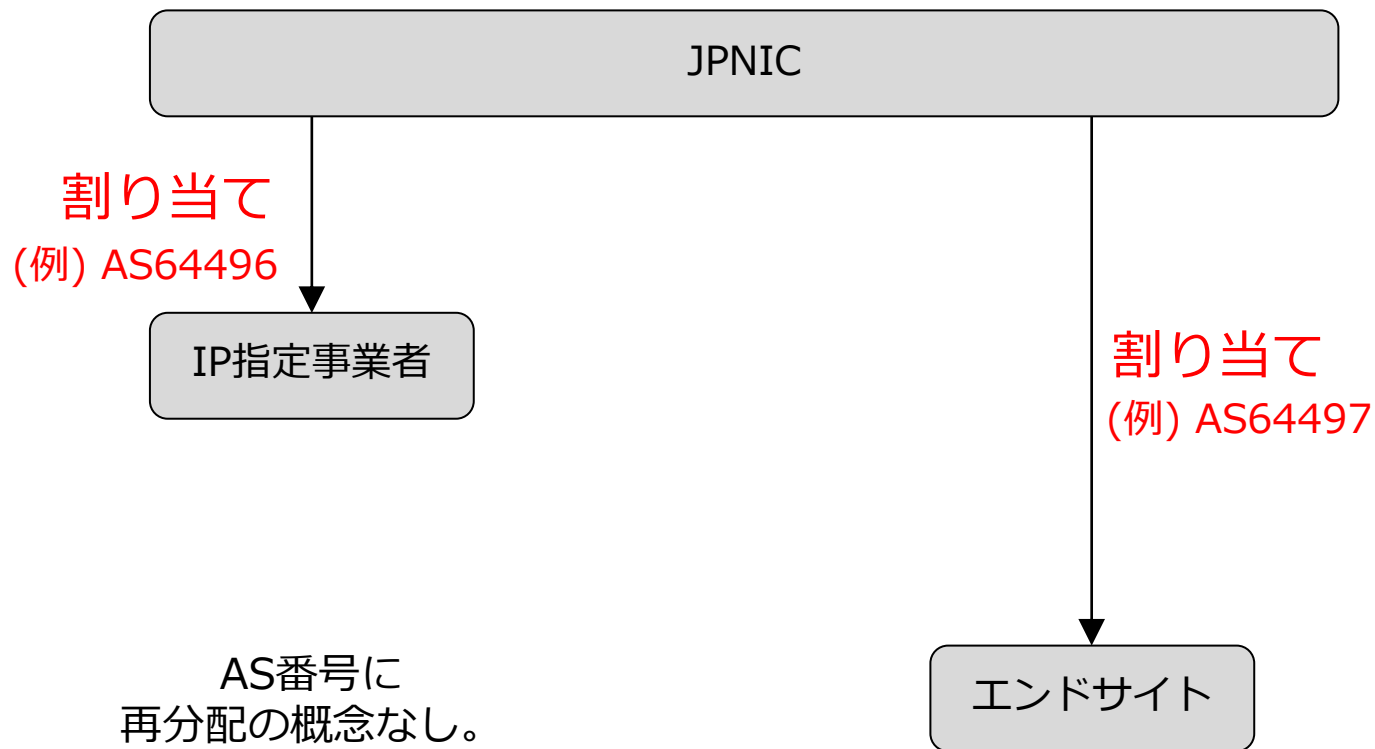 JPNIC
割り当て
(例) AS64496
IP指定事業者
割り当て
(例) AS64497
AS番号に
再分配の概念なし。
エンドサイト